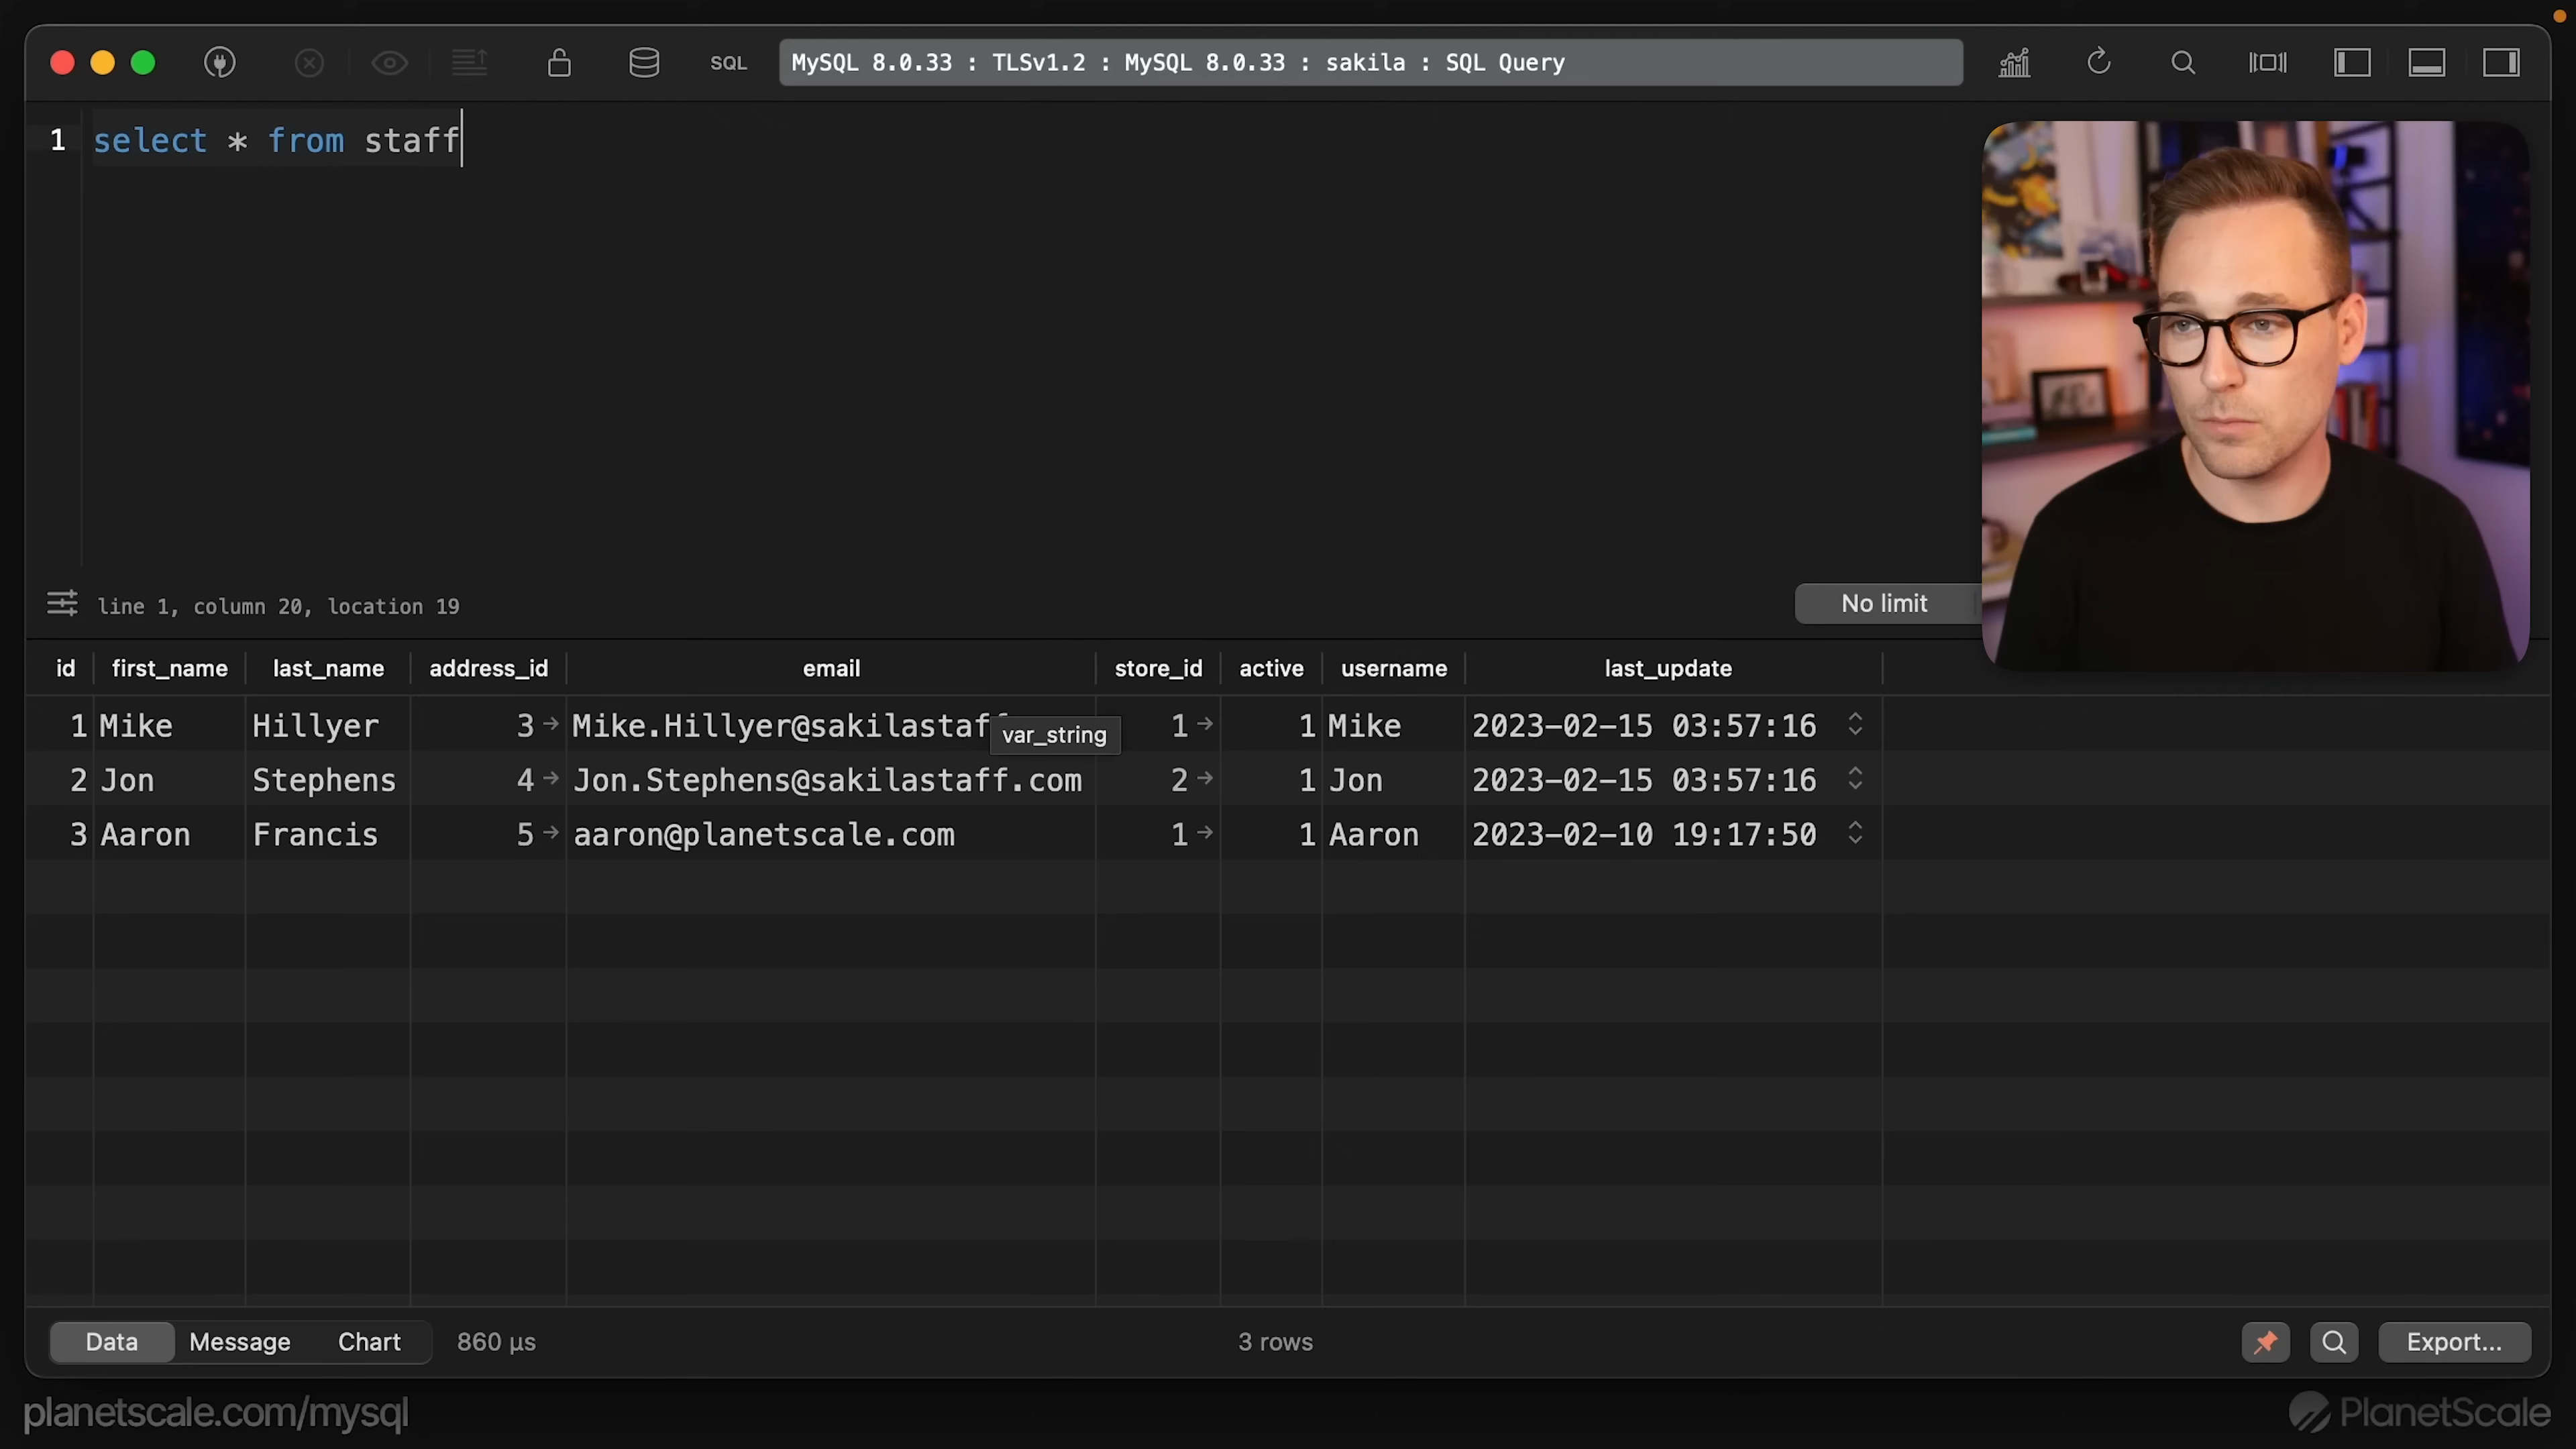 SQL MySQL 8.0.33 : TLSv1.2 : MySQL 8.0.33 : sakila : SQL Query
1 select * from staff
line 1, column 20, location 19 No limit
id first_name last_name address_id email store_id active username last_update
1 Mike Hillyer 3 → Mike.Hillyer@sakilastaf 1 → 1 Mike 2023-02-15 03:57:16
var_string
2 Jon Stephens 4 → Jon.Stephens@sakilastaff.com 2 → 1 Jon 2023-02-15 03:57:16
3 Aaron Francis 5 → aaron@planetscale.com 1 → 1 Aaron 2023-02-10 19:17:50
Data Message Chart 860 µs 3 rows Export...
planetscale.com/mysql PlanetScale